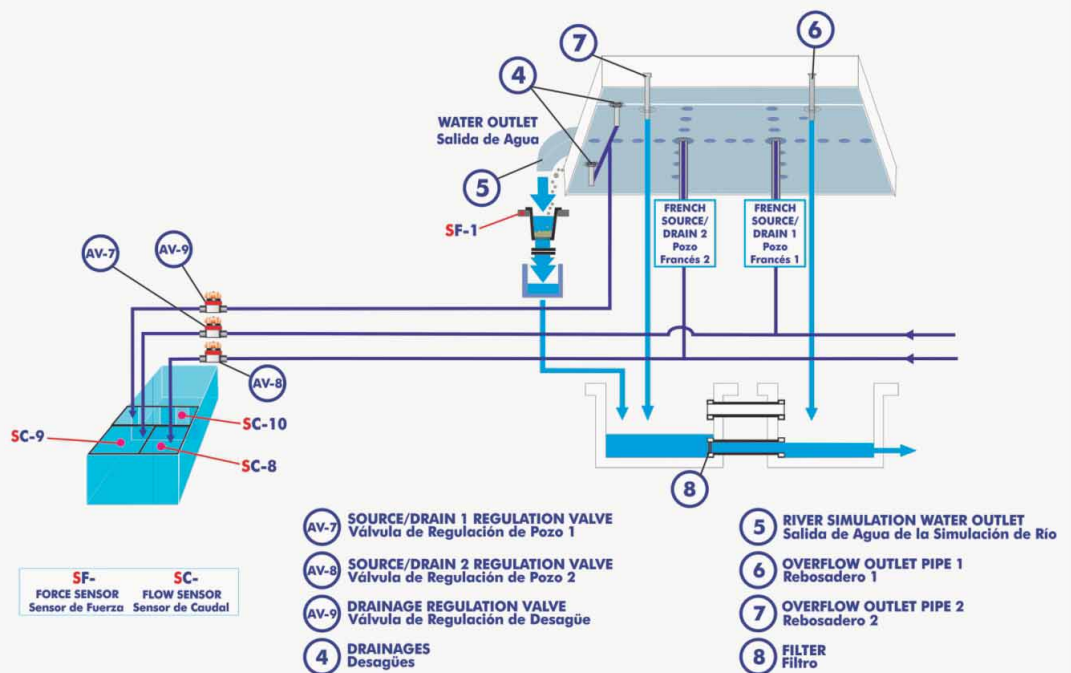 6
7
4
WATER OUTLET
Salida de Agua
5
FRENCH
SOURCE/
DRAIN 2
Pozo
Francés 2
FRENCH
SOURCE/
DRAIN 1
Pozo
Francés 1
SF-1
AV-7
AV-9
AV-8
SC-10
SC-9
SC-8
8
AV-7 SOURCE/DRAIN 1 REGULATION VALVE
Válvula de Regulación de Pozo 1
AV-8 SOURCE/DRAIN 2 REGULATION VALVE
Válvula de Regulación de Pozo 2
AV-9 DRAINAGE REGULATION VALVE
Válvula de Regulación de Desagüe
4 DRAINAGES
Desagües
5 RIVER SIMULATION WATER OUTLET
Salida de Agua de la Simulación de Río
6 OVERFLOW OUTLET PIPE 1
Rebosadero 1
7 OVERFLOW OUTLET PIPE 2
Rebosadero 2
8 FILTER
Filtro
SF-
FORCE SENSOR
Sensor de Fuerza
SC-
FLOW SENSOR
Sensor de Caudal